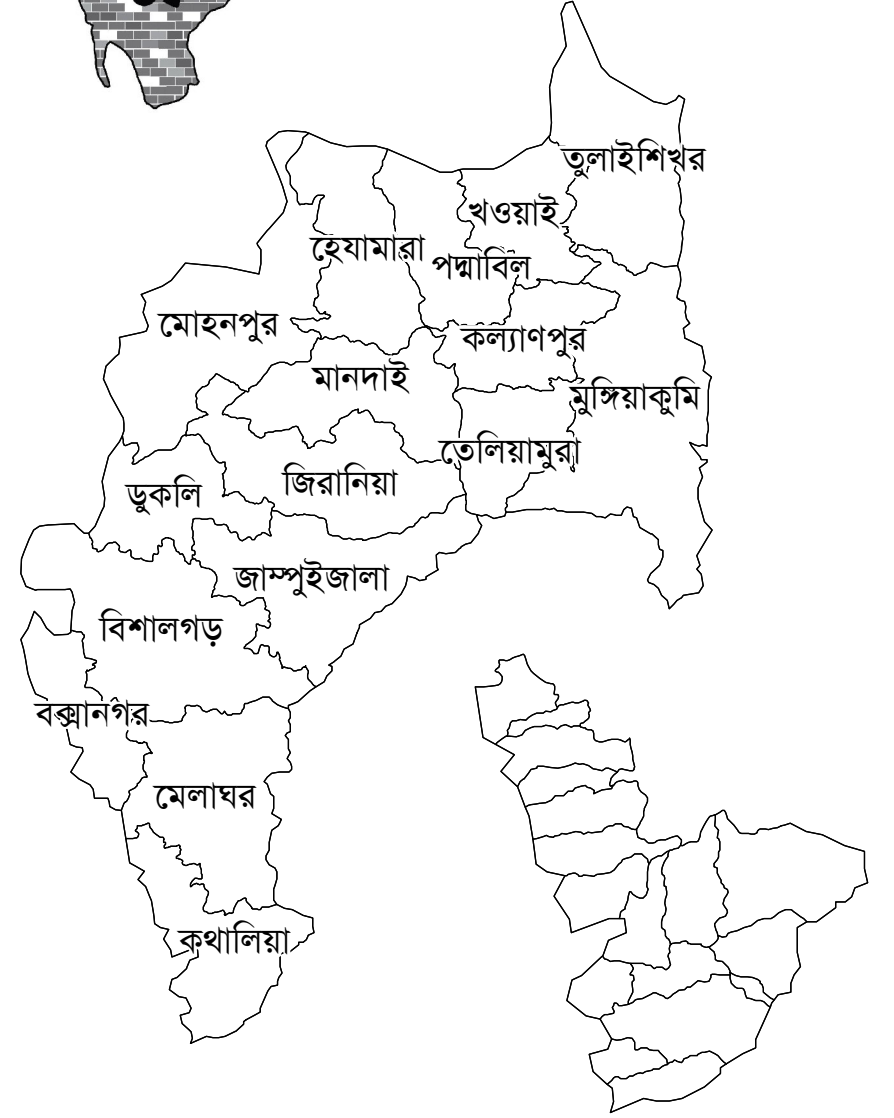 তুলাইশিখর
খওয়াই
হেযামারা
পদ্মাবিল
মোহনপুর
কল্যাণপুর
মানদাই
মুঙ্গিয়াকুমি
তেলিয়ামুরা
জিরানিয়া
ডুকলি
জাম্পুইজালা
বিশালগড়
বক্সানগর
মেলাঘর
কথালিয়া